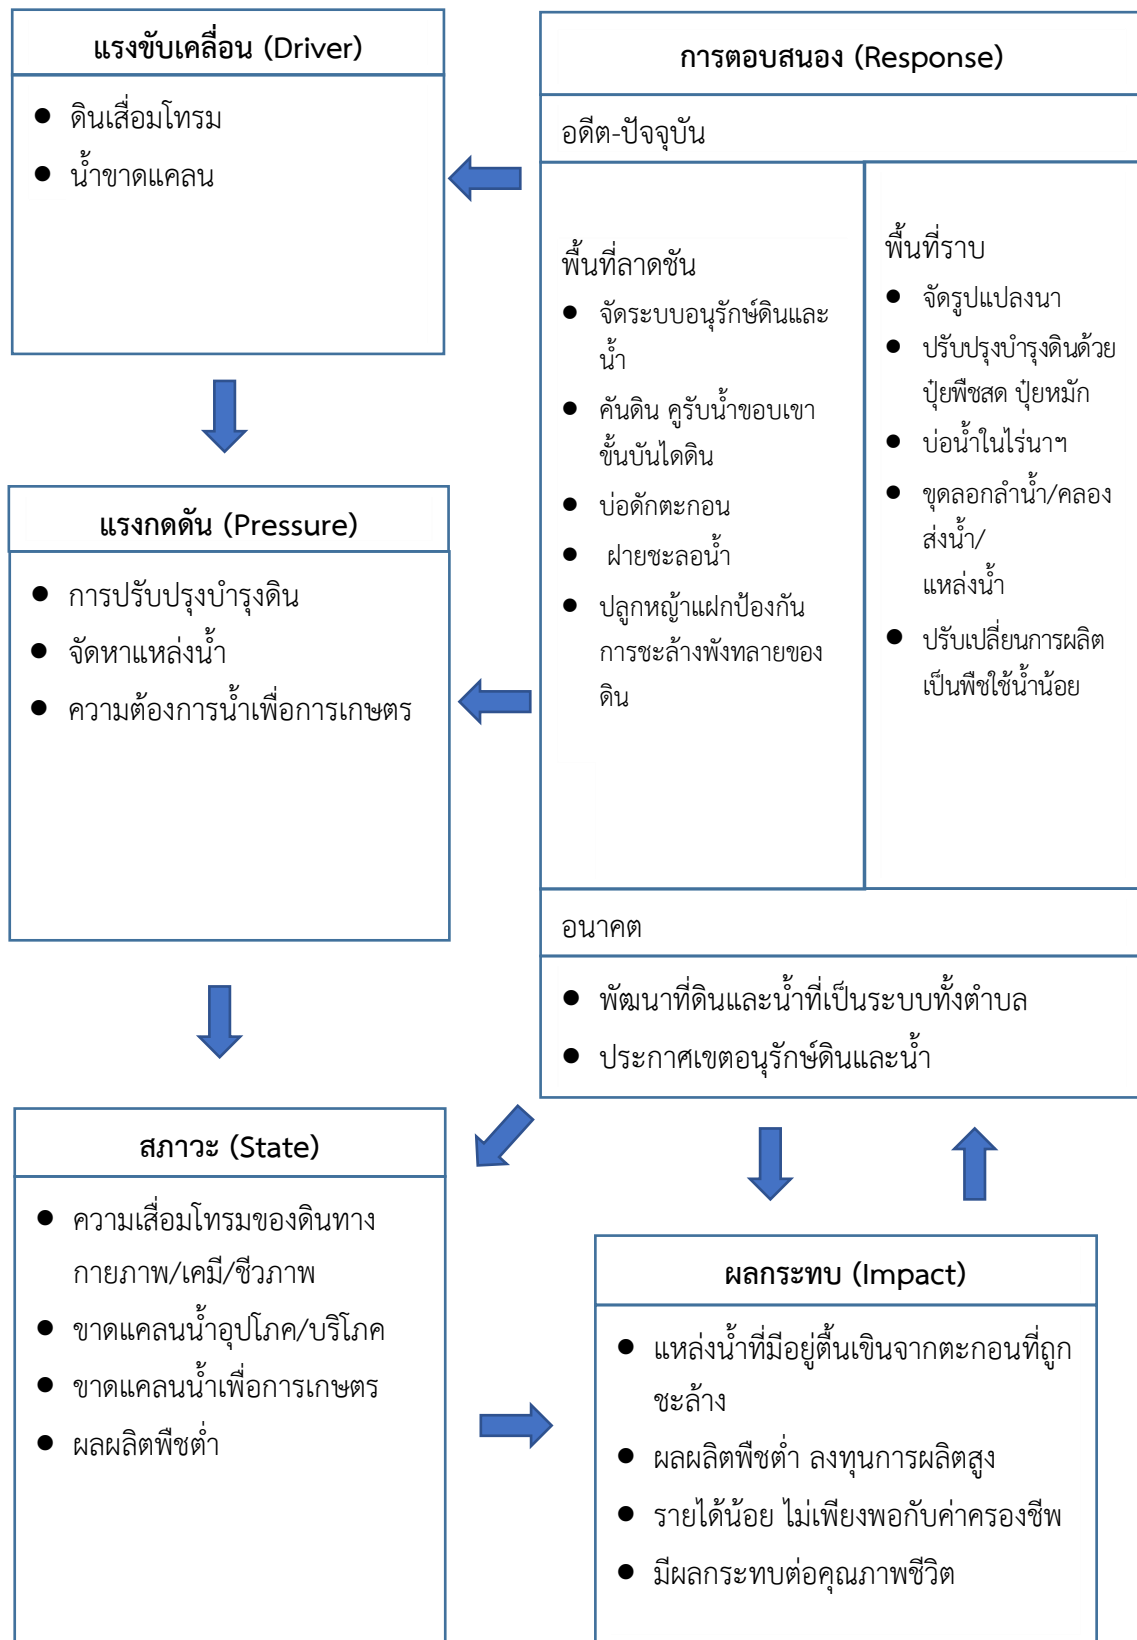 แรงขับเคลื่อน (Driver)
● ดินเสื่อมโทรม
● น้ำขาดแคลน
แรงกดดัน (Pressure)
● การปรับปรุงบำรุงดิน
● จัดหาแหล่งน้ำ
● ความต้องการน้ำเพื่อการเกษตร
สภาวะ (State)
● ความเสื่อมโทรมของดินทาง
กายภาพ/เคมี/ชีวภาพ
● ขาดแคลนน้ำอุปโภค/บริโภค
● ขาดแคลนน้ำเพื่อการเกษตร
● ผลผลิตพืชต่ำ
การตอบสนอง (Response)
อดีต-ปัจจุบัน
พื้นที่ลาดชัน
● จัดระบบอนุรักษ์ดินและ
น้ำ
● คันดิน คูรับน้ำขอบเขา
ขั้นบันไดดิน
● บ่อดักตะกอน
● ฝายชะลอน้ำ
● ปลูกหญ้าแฝกป้องกัน
การชะล้างพังทลายของ
ดิน
พื้นที่ราบ
● จัดรูปแปลงนา
● ปรับปรุงบำรุงดินด้วย
ปุ๋ยพืชสด ปุ๋ยหมัก
● บ่อน้ำในไร่นาฯ
● ขุดลอกลำน้ำ/คลอง
ส่งน้ำ/
แหล่งน้ำ
● ปรับเปลี่ยนการผลิต
เป็นพืชใช้น้ำน้อย
อนาคต
● พัฒนาที่ดินและน้ำที่เป็นระบบทั้งตำบล
● ประกาศเขตอนุรักษ์ดินและน้ำ
ผลกระทบ (Impact)
● แหล่งน้ำที่มีอยู่ตื้นเขินจากตะกอนที่ถูก
ชะล้าง
● ผลผลิตพืชต่ำ ลงทุนการผลิตสูง
● รายได้น้อย ไม่เพียงพอกับค่าครองชีพ
● มีผลกระทบต่อคุณภาพชีวิต